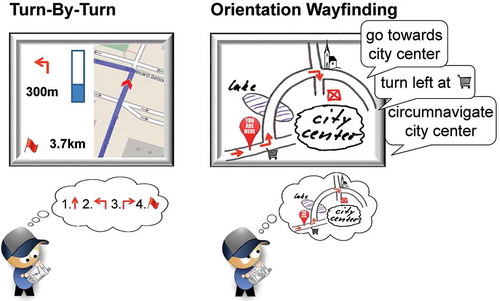 Turn-By-Turn
300m
3.7km
1. 2. 3. 4.
Orientation Wayfinding
go towards
city center
turn left at
circumnavigate
city center
lake
YOU
ARE
HERE
city
center
lake
city
center